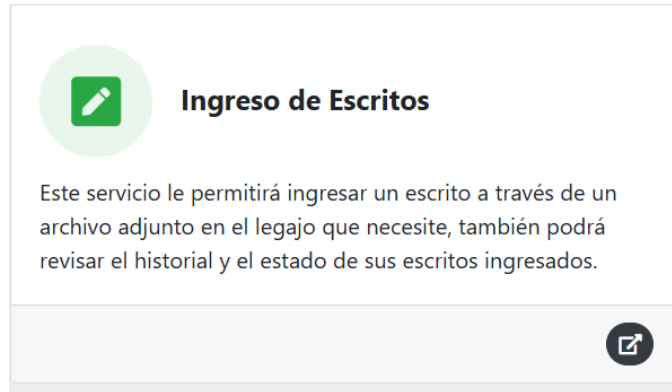 Ingreso de Escritos
Este servicio le permitirá ingresar un escrito a través de un
archivo adjunto en el legajo que necesite, también podrá
revisar el historial y el estado de sus escritos ingresados.